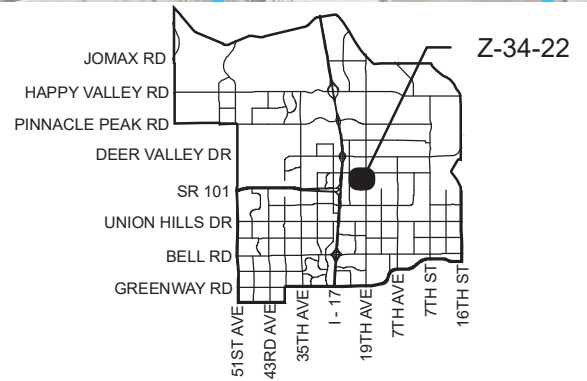 Z-34-22
JOMAX RD
HAPPY VALLEY RD
PINNACLE PEAK RD
DEER VALLEY DR
SR 101
UNION HILLS DR
BELL RD
GREENWAY RD
51ST AVE
43RD AVE
35TH AVE
I - 17
19TH AVE
7TH AVE
7TH ST
16TH ST